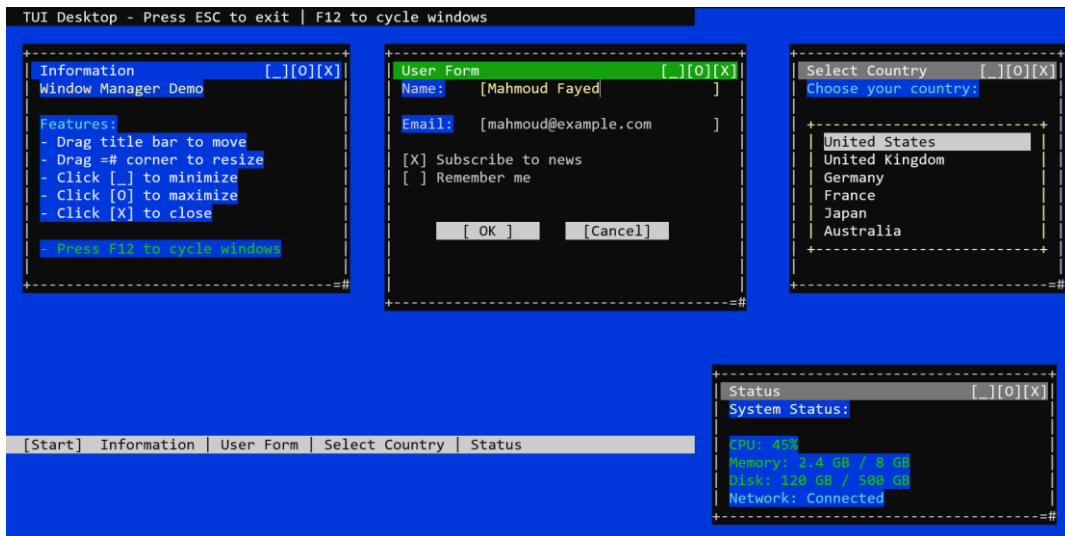 TUI Desktop - Press ESC to exit | F12 to cycle windows
Information [_][O][X]
Window Manager Demo
Features:
- Drag title bar to move
- Drag =# corner to resize
- Click [_] to minimize
- Click [O] to maximize
- Click [X] to close
- Press F12 to cycle windows
User Form [_][O][X]
Name: [Mahmoud Fayed ]
Email: [mahmoud@example.com ]
[X] Subscribe to news
[ ] Remember me
[ OK ] [Cancel]
Select Country [_][O][X]
Choose your country:
United States
United Kingdom
Germany
France
Japan
Australia
Status [_][O][X]
System Status:
CPU: 45%
Memory: 2.4 GB / 8 GB
Disk: 120 GB / 500 GB
Network: Connected
[Start] Information | User Form | Select Country | Status